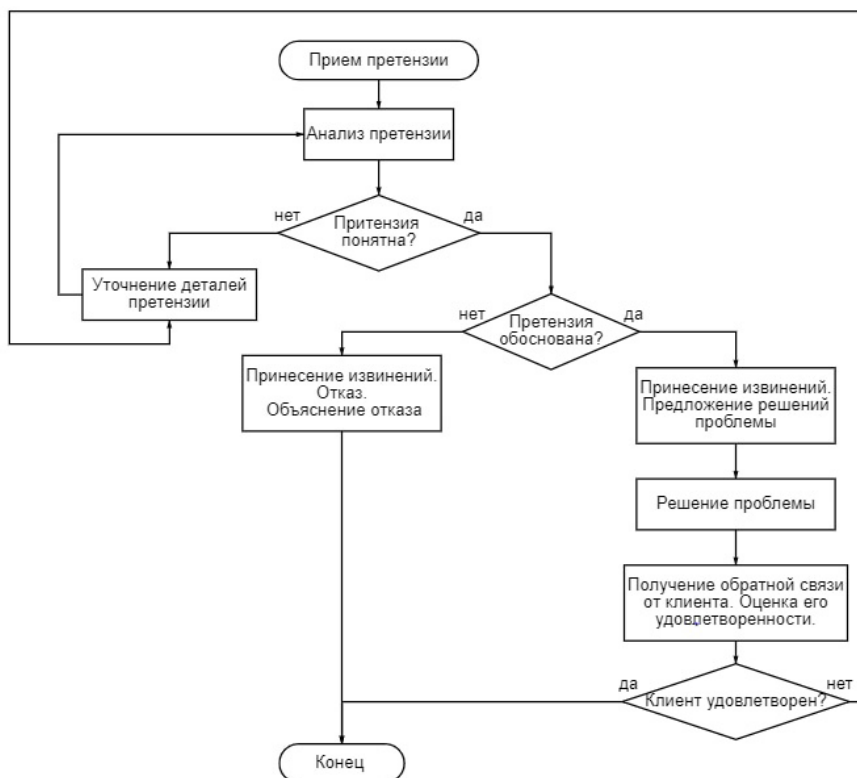 Прием претензии
Анализ претензии
нет
да
Притензия
понятна?
Уточнение деталей
претензии
нет
да
Претензия
обоснована?
Принесение извинений.
Отказ.
Объяснение отказа
Принесение извинений.
Предложение решений
проблемы
Решение проблемы
Получение обратной связи
от клиента. Оценка его
удовлетворенности.
да
нет
Клиент удовлетворен?
Конец